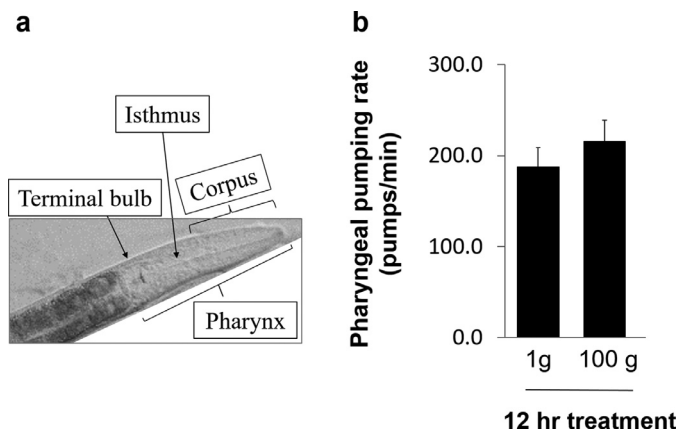 a
Isthmus
Corpus
Terminal bulb
Pharynx
b
Pharyngeal pumping rate
(pumps/min)
300.0
200.0
100.0
0.0
1g 100 g
12 hr treatment